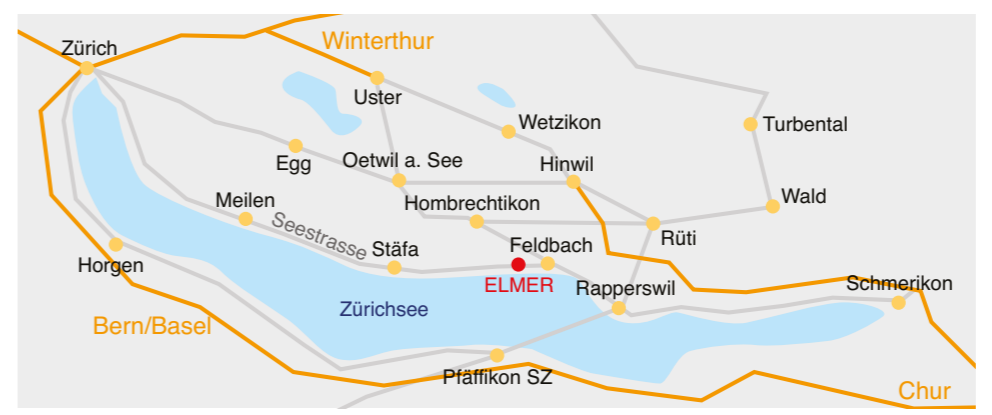 Winterthur
Zürich
Uster
Wetzikon
Turbental
Egg
Oetwil a. See
Hinwil
Wald
Meilen
Hombrechtikon
Seestrasse
Stäfa
Feldbach
Rüti
Horgen
ELMER
Rapperswil
Schmerikon
Zürichsee
Bern/Basel
Pfäffikon SZ
Chur